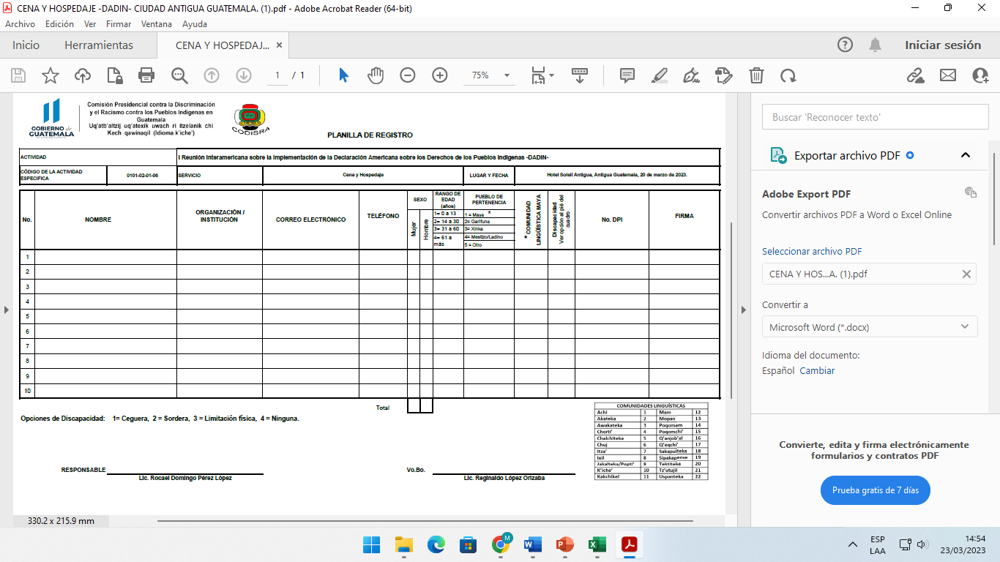 CENA Y HOSPEDAJE -DADIN- CIUDAD ANTIGUA GUATEMALA. (1).pdf - Adobe Acrobat Reader (64-bit)
Archivo Edición Ver Firmar Ventana Ayuda
Inicio Herramientas CENA Y HOSPEDAJ... Iniciar sesión
1 / 1 75%
Comisión Presidencial contra la Discriminación
y el Racismo contra los Pueblos Indígenas en
Guatemala
Uq'atb'altzij uq'atexik uwach ri itzelanik chi
Kech qawinaqil (Idioma k'iche')
GOBIERNO de
GUATEMALA
CODISRA
PLANILLA DE REGISTRO
ACTIVIDAD I Reunión Interamericana sobre la Implementación de la Declaración Americana sobre los Derechos de los Pueblos Indígenas -DADIN-
CÓDIGO DE LA ACTIVIDAD
ESPECIFICA 0101-02-01-06 SERVICIO Cena y Hospedaje LUGAR Y FECHA Hotel Soleil Antigua, Antigua Guatemala, 20 de marzo de 2023.
No. NOMBRE ORGANIZACIÓN /
INSTITUCIÓN CORREO ELECTRÓNICO TELÉFONO SEXO
Mujer Hombre
RANGO DE
EDAD
(años)
1= 0 a 13
2= 14 a 30
3= 31 a 60
4= 61 a
más
PUEBLO DE
PERTENENCIA
1 = Maya *
2= Garífuna
3= Xinka
4= Mestizo/Ladino
5 = Otro
* COMUNIDAD
LINGÜÍSTICA MAYA
Discapacidad
Ver opción al pié del
cuadro
No. DPI FIRMA
1
2
3
4
5
6
7
8
9
10
Total
Opciones de Discapacidad: 1= Ceguera, 2 = Sordera, 3 = Limitación física, 4 = Ninguna.
COMUNIDADES LINGUÍSTICAS
Achi 1 Mam 12
Akateka 2 Mopan 13
Awakateka 3 Poqomam 14
Chorti' 4 Poqomchi' 15
Chalchiteka 5 Q'anjob'al 16
Chuj 6 Q'eqchi' 17
Itza' 7 Sakapulteka 18
Ixil 8 Sipakapense 19
Jakalteka/Popti' 9 Tektiteka 20
K'iche' 10 Tz'utujil 21
Kakchikel 11 Uspanteka 22
RESPONSABLE
Lic. Rocael Domingo Pérez López
Vo.Bo.
Lic. Reginaldo López Orizaba
330.2 x 215.9 mm
Buscar 'Reconocer texto'
Exportar archivo PDF
Adobe Export PDF
Convertir archivos PDF a Word o Excel Online
Seleccionar archivo PDF
CENA Y HOS...A. (1).pdf
Convertir a
Microsoft Word (*.docx)
Idioma del documento:
Español Cambiar
Convierte, edita y firma electrónicamente
formularios y contratos PDF
Prueba gratis de 7 días
M
ESP
LAA
14:54
23/03/2023